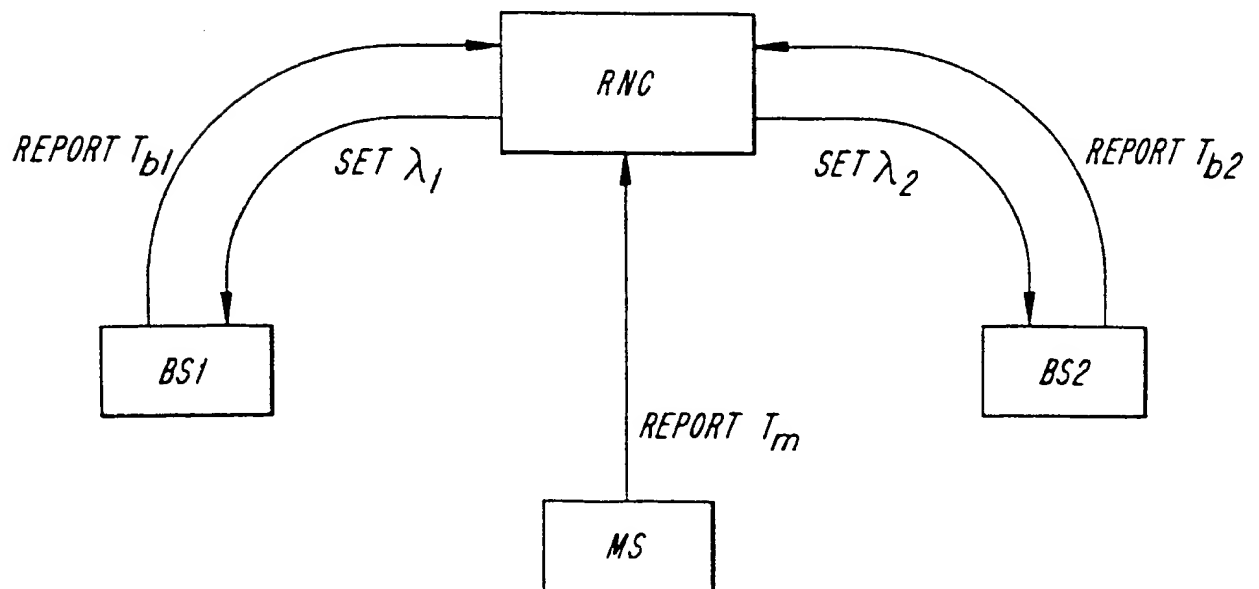 RNC
REPORT T_b1
SET λ_1
SET λ_2
REPORT T_b2
BS1
BS2
REPORT T_m
MS